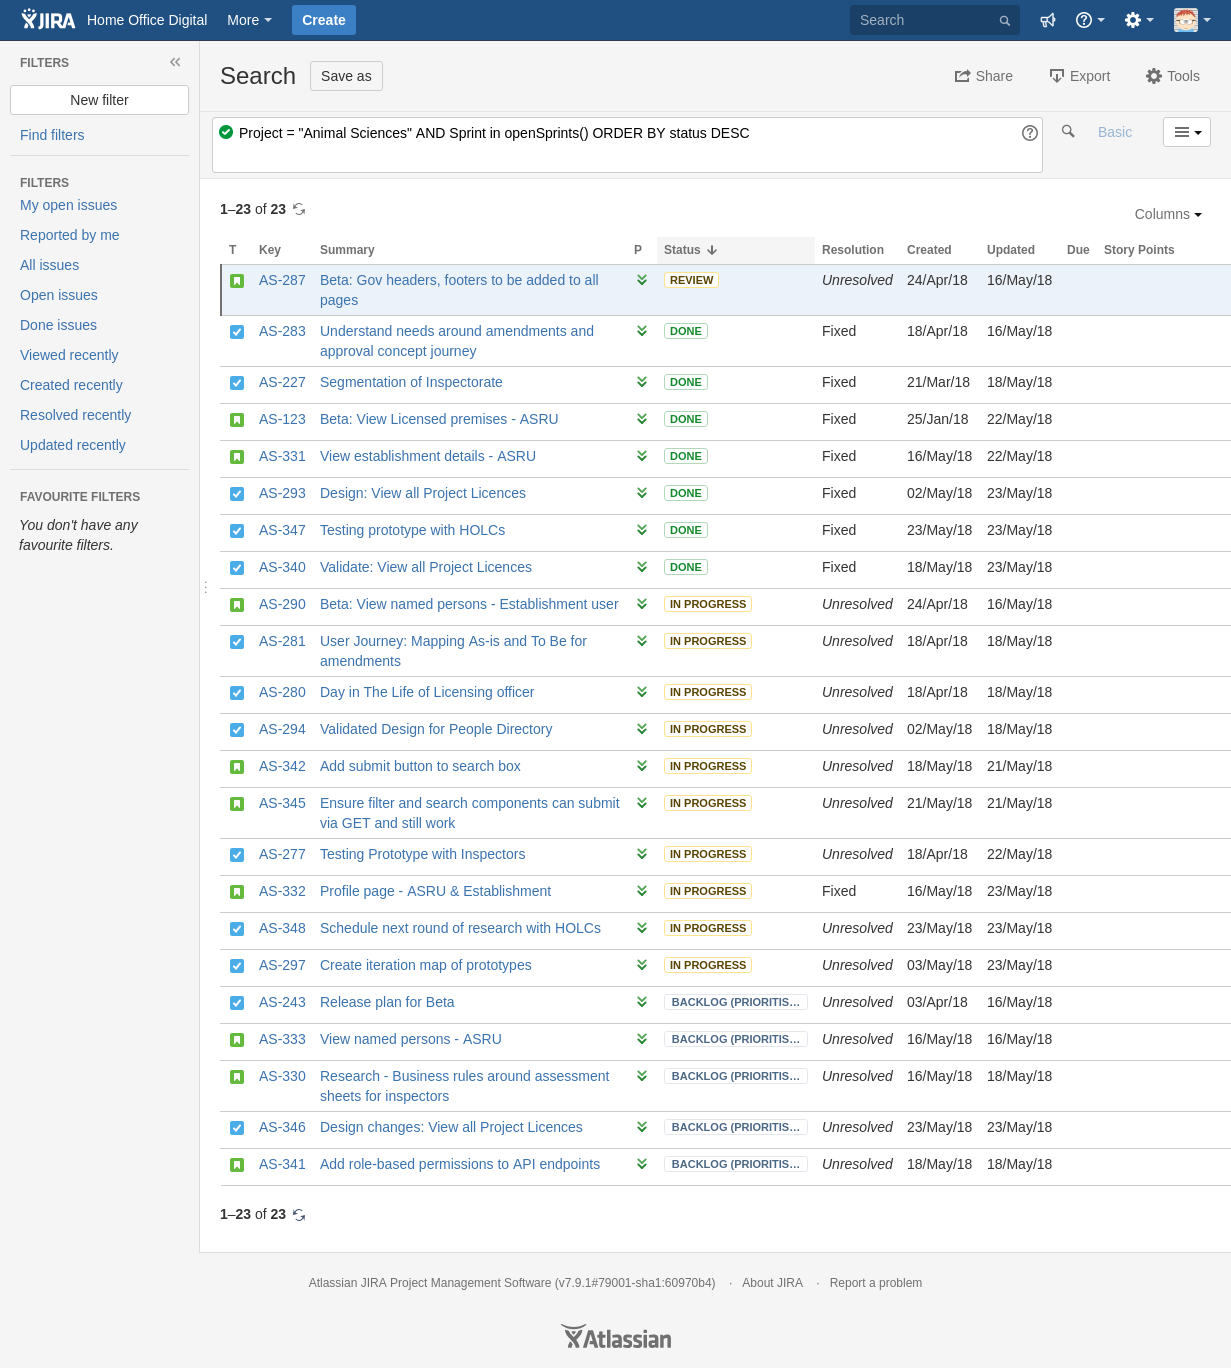 JIRA Home Office Digital More Create Search
FILTERS
New filter
Find filters
FILTERS
My open issues
Reported by me
All issues
Open issues
Done issues
Viewed recently
Created recently
Resolved recently
Updated recently
FAVOURITE FILTERS
You don't have any
favourite filters.
Search Save as Share Export Tools
Project = "Animal Sciences" AND Sprint in openSprints() ORDER BY status DESC Basic
1–23 of 23
Columns
T Key Summary P Status Resolution Created Updated Due Story Points
AS-287 Beta: Gov headers, footers to be added to all REVIEW Unresolved 24/Apr/18 16/May/18
pages
AS-283 Understand needs around amendments and DONE Fixed 18/Apr/18 16/May/18
approval concept journey
AS-227 Segmentation of Inspectorate DONE Fixed 21/Mar/18 18/May/18
AS-123 Beta: View Licensed premises - ASRU DONE Fixed 25/Jan/18 22/May/18
AS-331 View establishment details - ASRU DONE Fixed 16/May/18 22/May/18
AS-293 Design: View all Project Licences DONE Fixed 02/May/18 23/May/18
AS-347 Testing prototype with HOLCs DONE Fixed 23/May/18 23/May/18
AS-340 Validate: View all Project Licences DONE Fixed 18/May/18 23/May/18
AS-290 Beta: View named persons - Establishment user IN PROGRESS Unresolved 24/Apr/18 16/May/18
AS-281 User Journey: Mapping As-is and To Be for IN PROGRESS Unresolved 18/Apr/18 18/May/18
amendments
AS-280 Day in The Life of Licensing officer IN PROGRESS Unresolved 18/Apr/18 18/May/18
AS-294 Validated Design for People Directory IN PROGRESS Unresolved 02/May/18 18/May/18
AS-342 Add submit button to search box IN PROGRESS Unresolved 18/May/18 21/May/18
AS-345 Ensure filter and search components can submit IN PROGRESS Unresolved 21/May/18 21/May/18
via GET and still work
AS-277 Testing Prototype with Inspectors IN PROGRESS Unresolved 18/Apr/18 22/May/18
AS-332 Profile page - ASRU & Establishment IN PROGRESS Fixed 16/May/18 23/May/18
AS-348 Schedule next round of research with HOLCs IN PROGRESS Unresolved 23/May/18 23/May/18
AS-297 Create iteration map of prototypes IN PROGRESS Unresolved 03/May/18 23/May/18
AS-243 Release plan for Beta BACKLOG (PRIORITIS… Unresolved 03/Apr/18 16/May/18
AS-333 View named persons - ASRU BACKLOG (PRIORITIS… Unresolved 16/May/18 16/May/18
AS-330 Research - Business rules around assessment BACKLOG (PRIORITIS… Unresolved 16/May/18 18/May/18
sheets for inspectors
AS-346 Design changes: View all Project Licences BACKLOG (PRIORITIS… Unresolved 23/May/18 23/May/18
AS-341 Add role-based permissions to API endpoints BACKLOG (PRIORITIS… Unresolved 18/May/18 18/May/18
1–23 of 23
Atlassian JIRA Project Management Software (v7.9.1#79001-sha1:60970b4) · About JIRA · Report a problem
Atlassian